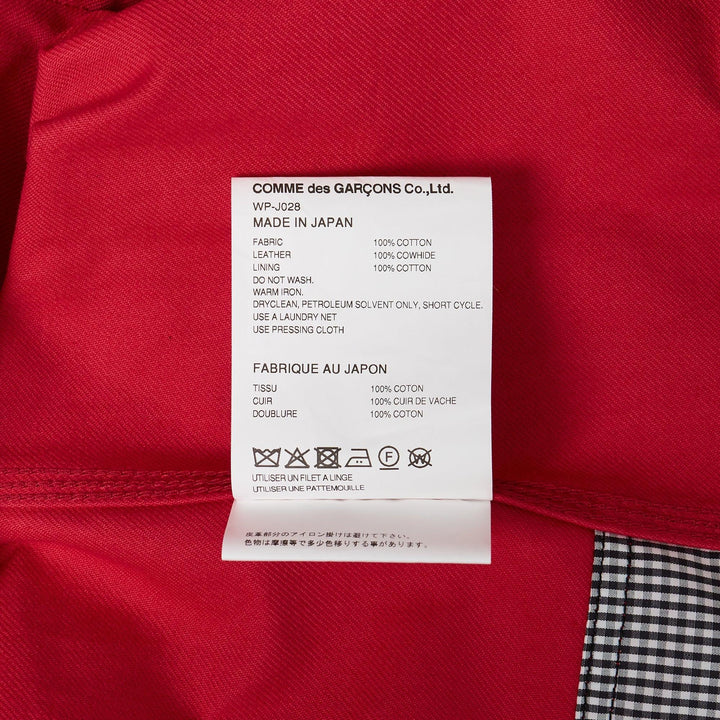 COMME des GARÇONS Co.,Ltd.
WP-J028
MADE IN JAPAN
FABRIC 100% COTTON
LEATHER 100% COWHIDE
LINING 100% COTTON
DO NOT WASH.
WARM IRON.
DRYCLEAN, PETROLEUM SOLVENT ONLY, SHORT CYCLE.
USE A LAUNDRY NET
USE PRESSING CLOTH
FABRIQUE AU JAPON
TISSU 100% COTON
CUIR 100% CUIR DE VACHE
DOUBLURE 100% COTON
F W
UTILISER UN FILET A LINGE
UTILISER UNE PATTEMOUILLE
皮革部分のアイロン掛けは避けて下さい。
色物は摩擦等で多少色移りする事があります。